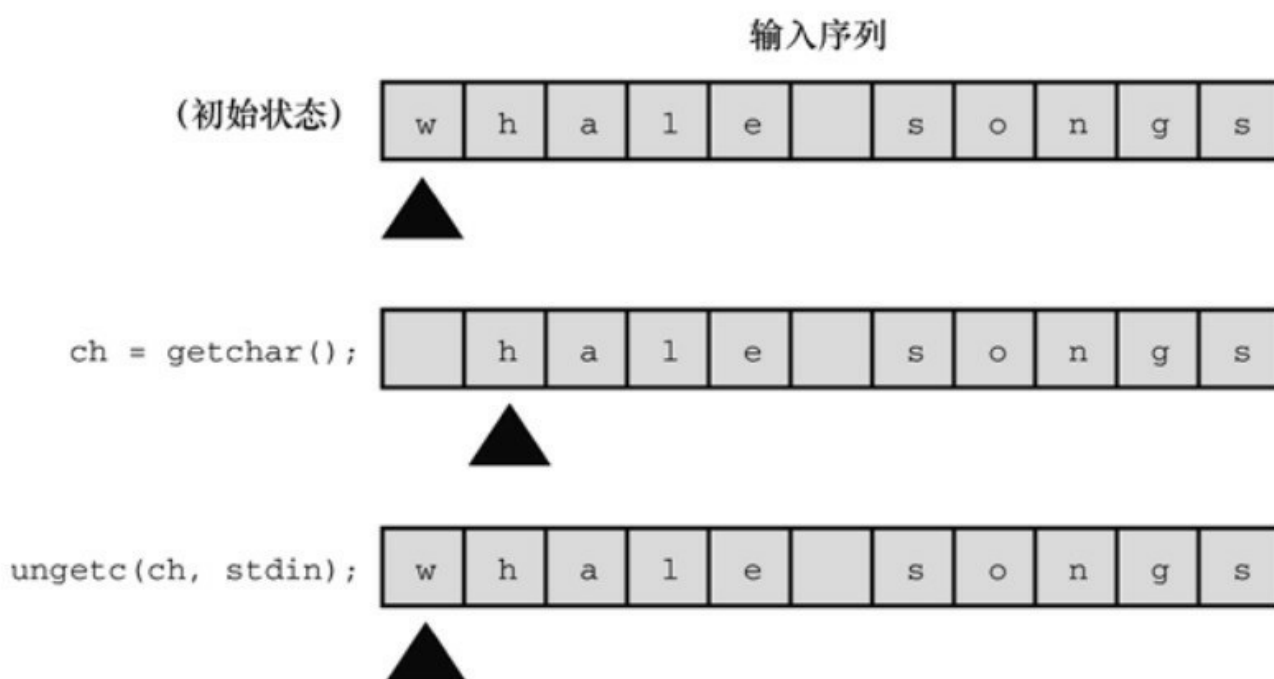 输入序列
(初始状态) w h a l e s o n g s
ch = getchar(); h a l e s o n g s
ungetc(ch, stdin); w h a l e s o n g s